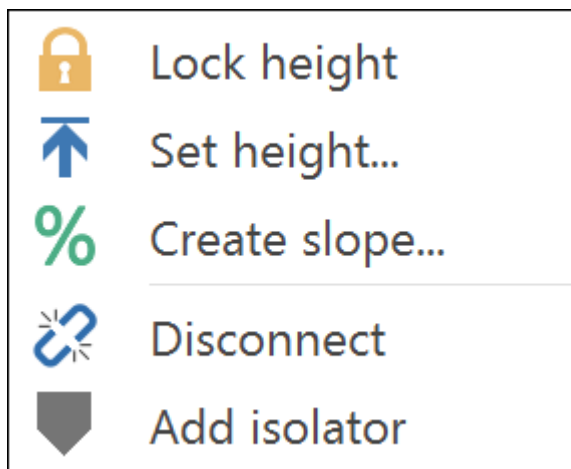 Lock height
Set height...
% Create slope...
Disconnect
Add isolator